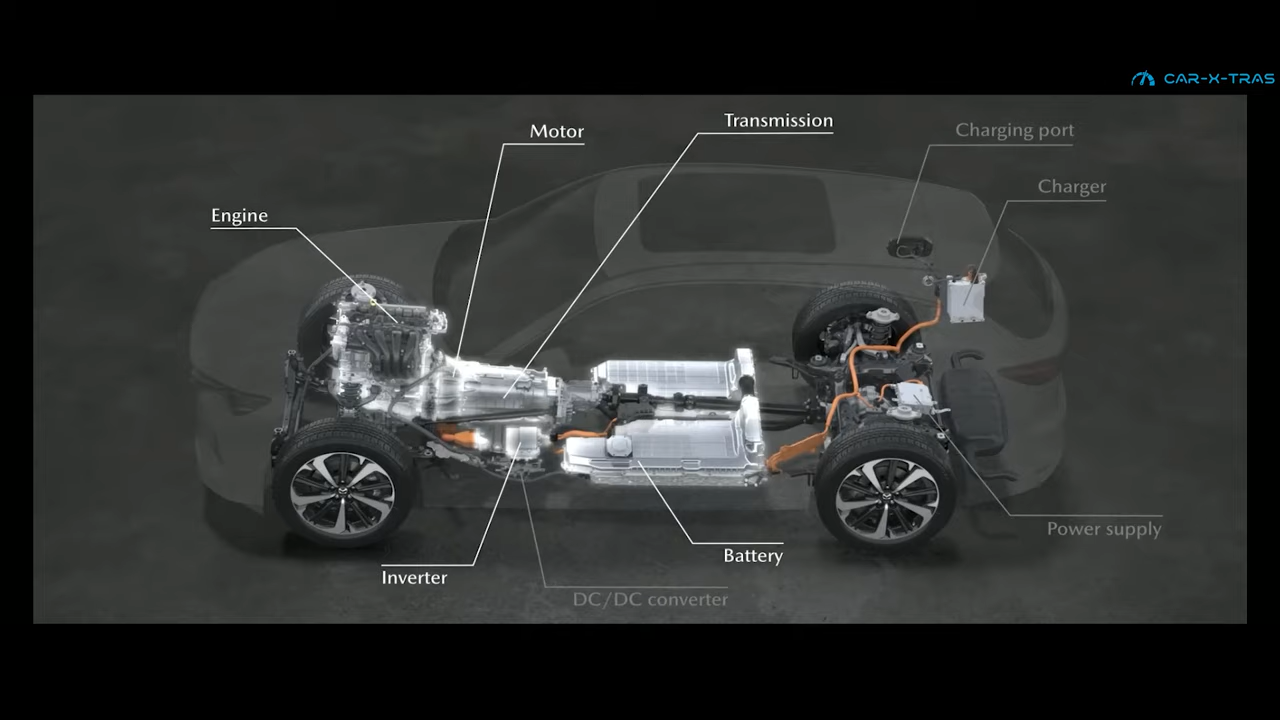 CAR-X-TRAS
Transmission
Motor
Charging port
Charger
Engine
Power supply
Battery
Inverter
DC/DC converter